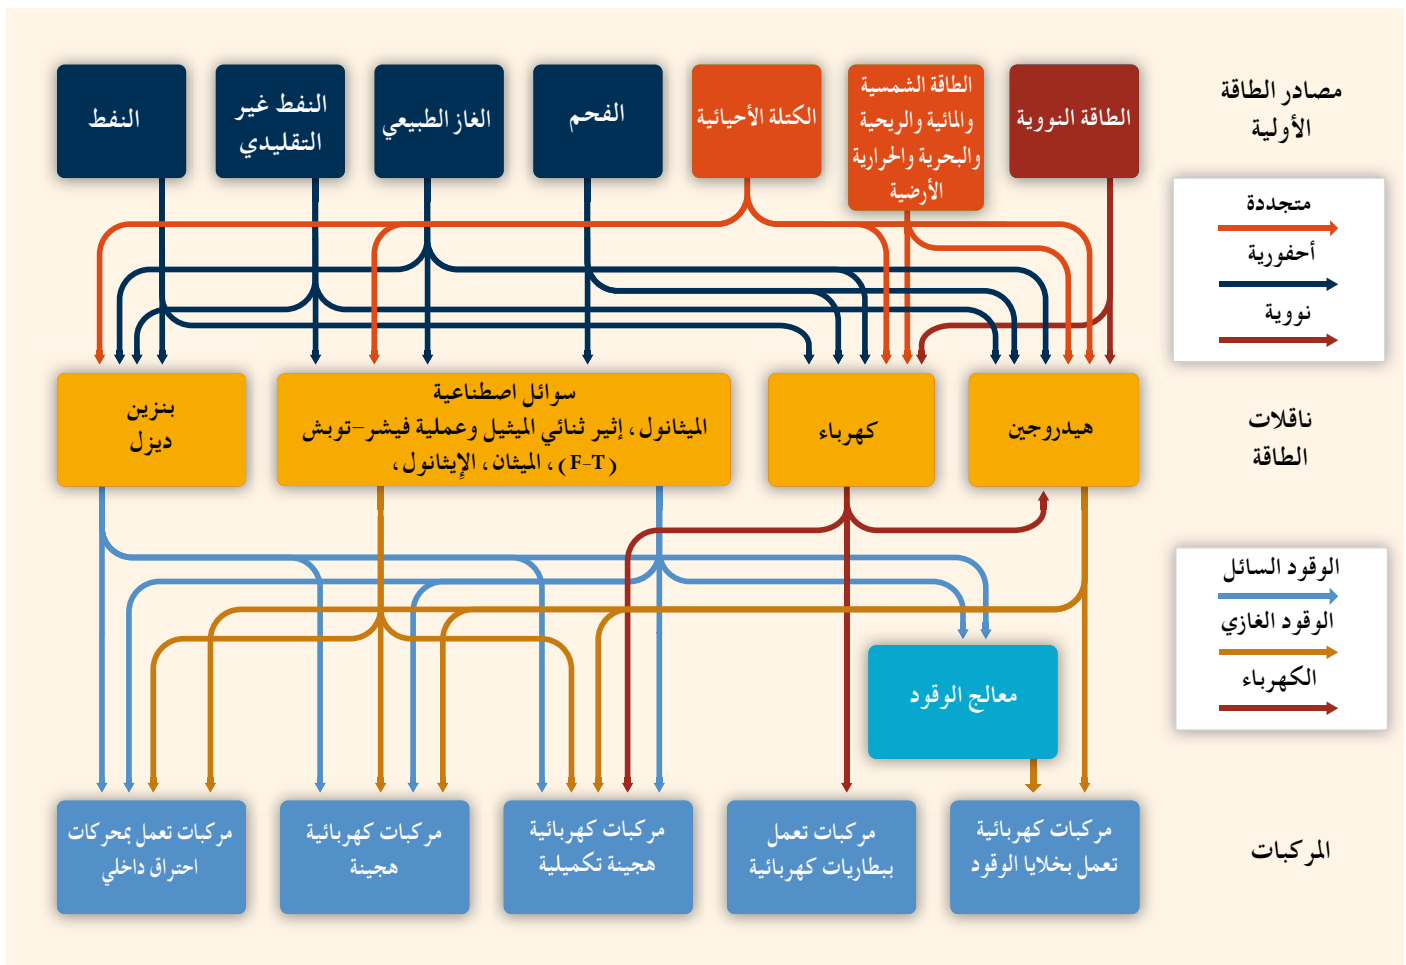 مصادر الطاقة
الأولية
الطاقة النووية
الطاقة الشمسية
والمائية والريحية
والبحرية والحرارية
الأرضية
الكتلة الأحيائية
الفحم
الغاز الطبيعي
النفط غير
التقليدي
النفط
متجددة
أحفورية
نووية
ناقلات
الطاقة
هيدروجين
كهرباء
سوائل اصطناعية
الميثانول، إثير ثنائي الميثيل وعملية فيشر-توبش
(F-T)، الميثان، الإيثانول،
بنزين
ديزل
الوقود السائل
الوقود الغازي
الكهرباء
معالج الوقود
المركبات
مركبات كهربائية
تعمل بخلايا الوقود
مركبات تعمل
ببطاريات كهربائية
مركبات كهربائية
هجينة تكميلية
مركبات كهربائية
هجينة
مركبات تعمل بمحركات
احتراق داخلي